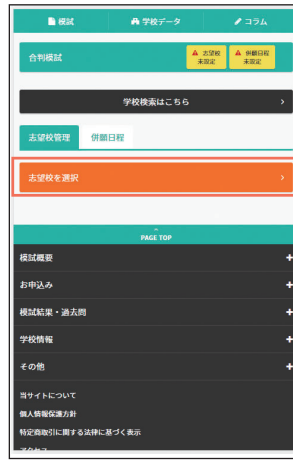 模試
学校データ
コラム
合判模試
志望校
未設定
併願日程
未設定
学校検索はこちら
志望校管理
併願日程
志望校を選択
PAGE TOP
模試概要
お申込み
模試結果・過去問
学校情報
その他
当サイトについて
個人情報保護方針
特定商取引に関する法律に基づく表示
アクセス